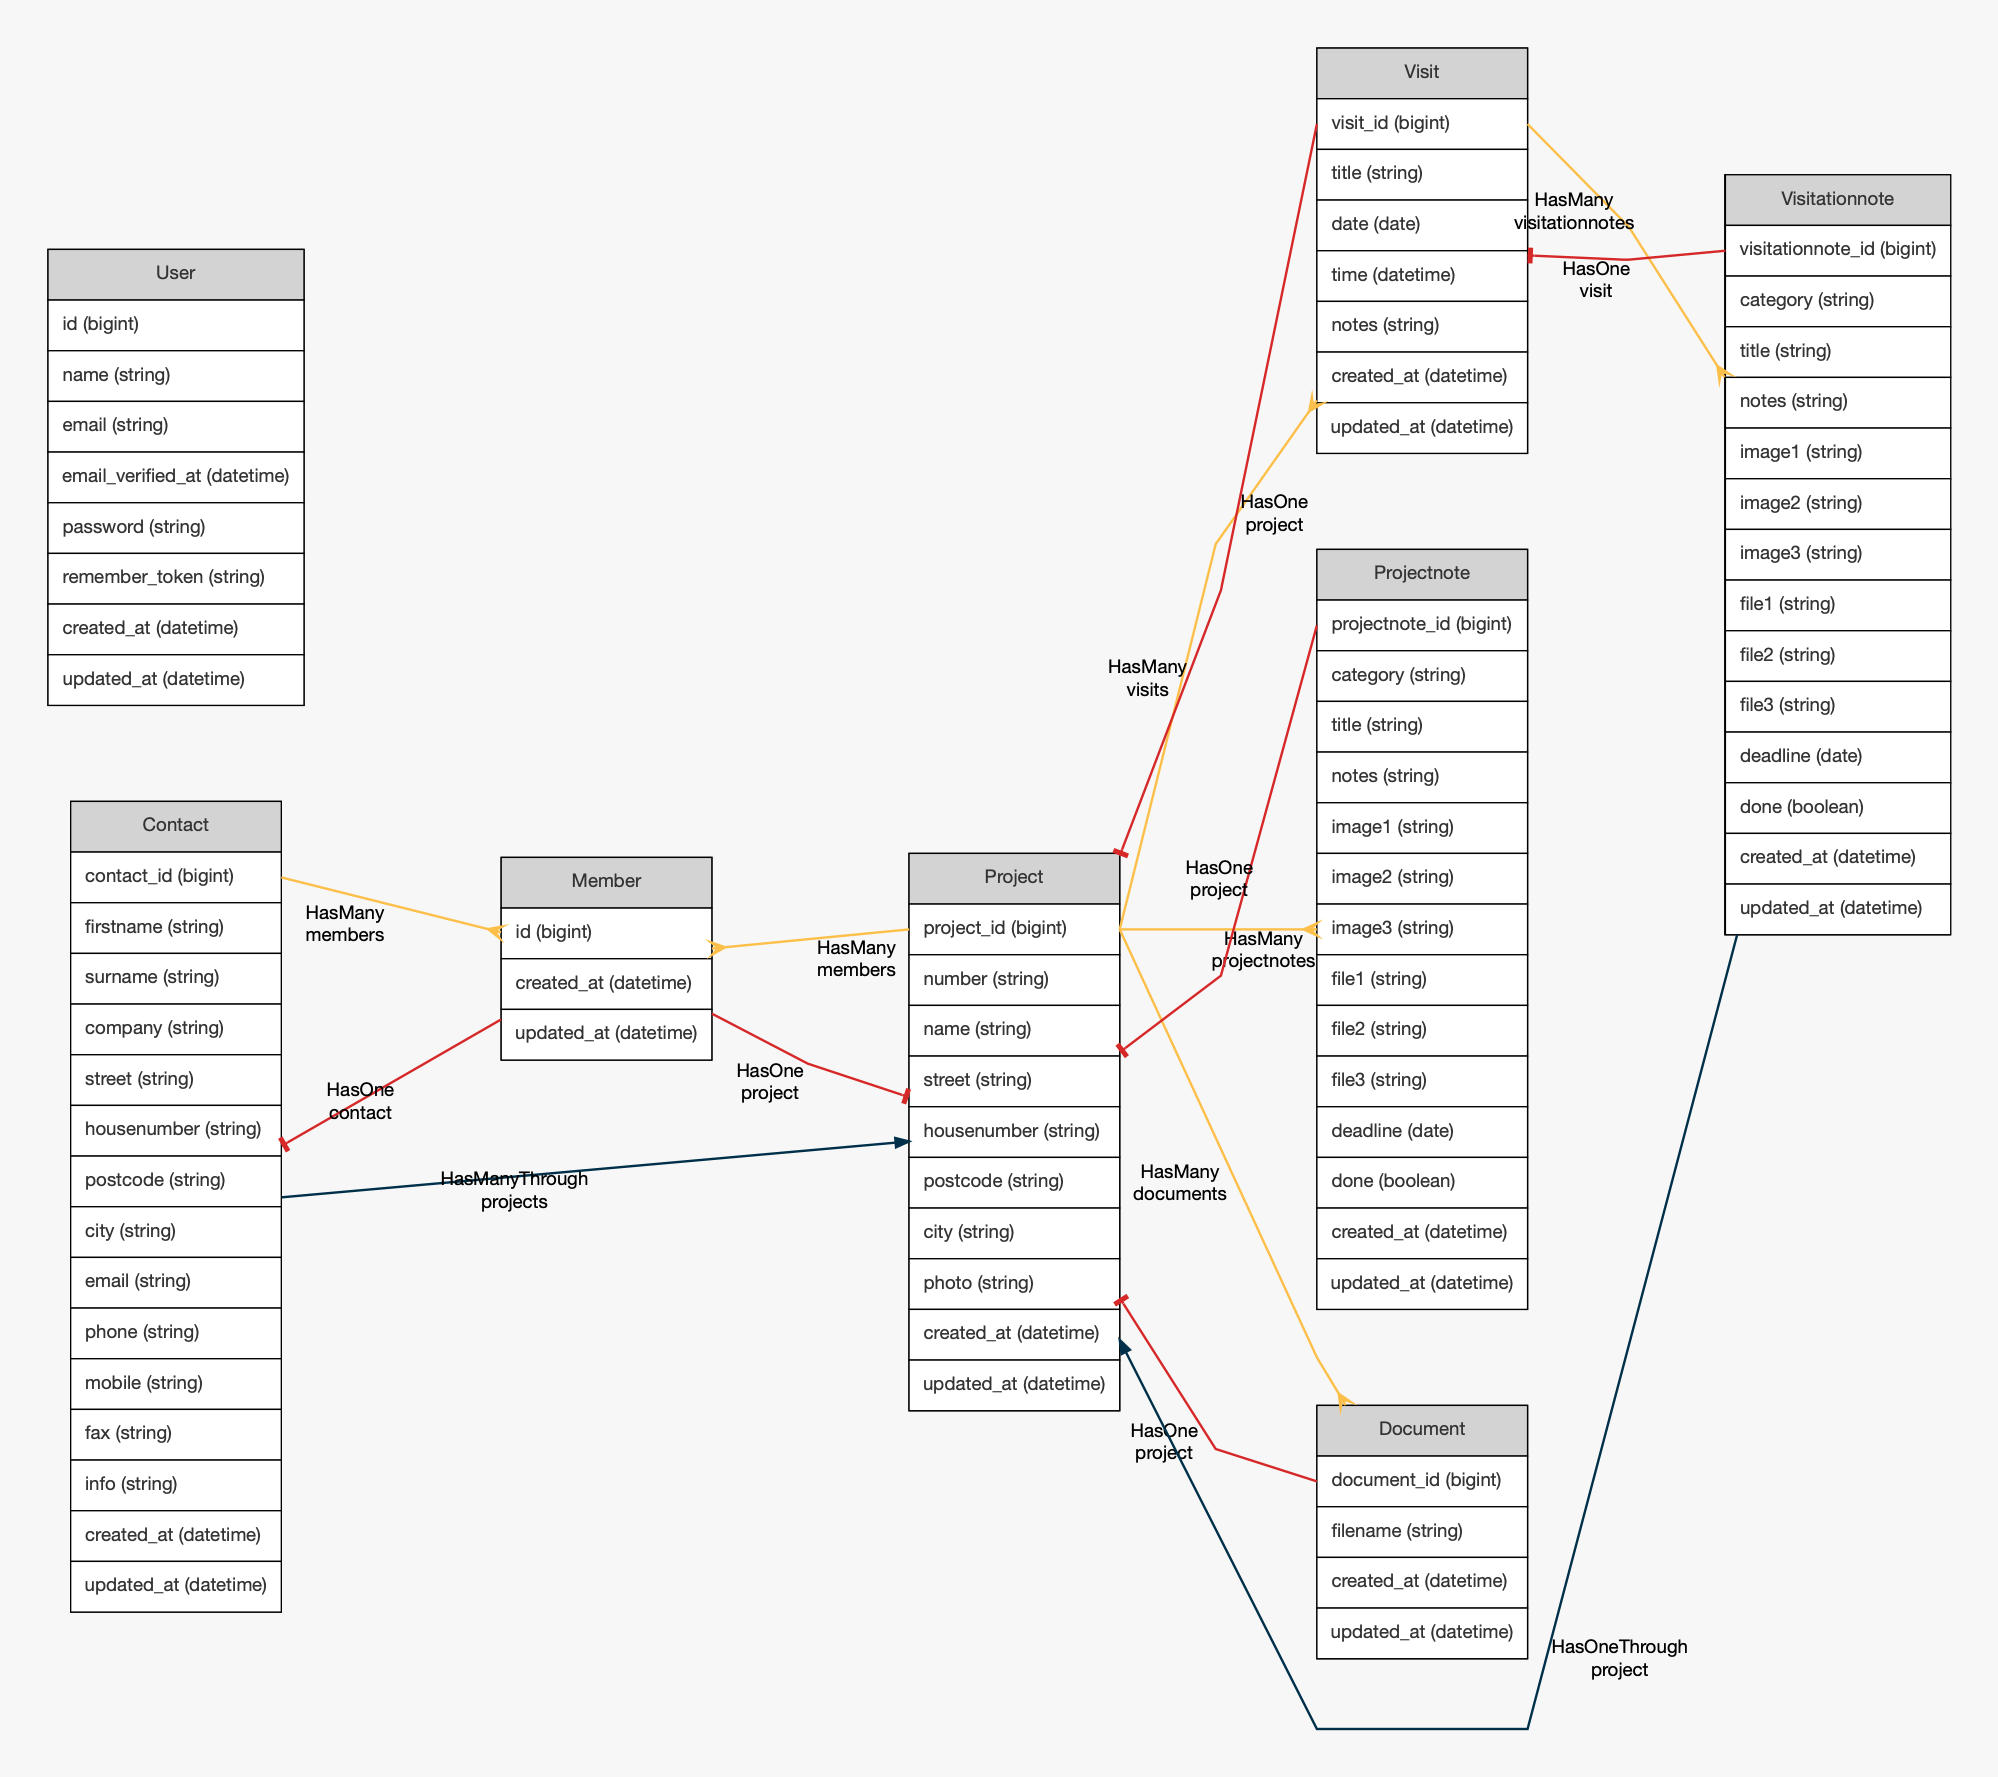 User
id (bigint)
name (string)
email (string)
email_verified_at (datetime)
password (string)
remember_token (string)
created_at (datetime)
updated_at (datetime)
Contact
contact_id (bigint)
firstname (string)
surname (string)
company (string)
street (string)
housenumber (string)
postcode (string)
city (string)
email (string)
phone (string)
mobile (string)
fax (string)
info (string)
created_at (datetime)
updated_at (datetime)
HasMany
members
HasOne
contact
HasManyThrough
projects
Member
id (bigint)
created_at (datetime)
updated_at (datetime)
HasMany
members
HasOne
project
Project
project_id (bigint)
number (string)
name (string)
street (string)
housenumber (string)
postcode (string)
city (string)
photo (string)
created_at (datetime)
updated_at (datetime)
HasOne
project
HasMany
visits
HasOne
project
HasMany
projectnotes
HasMany
documents
HasOne
project
Visit
visit_id (bigint)
title (string)
date (date)
time (datetime)
notes (string)
created_at (datetime)
updated_at (datetime)
Projectnote
projectnote_id (bigint)
category (string)
title (string)
notes (string)
image1 (string)
image2 (string)
image3 (string)
file1 (string)
file2 (string)
file3 (string)
deadline (date)
done (boolean)
created_at (datetime)
updated_at (datetime)
Document
document_id (bigint)
filename (string)
created_at (datetime)
updated_at (datetime)
HasMany
visitationnotes
HasOne
visit
Visitationnote
visitationnote_id (bigint)
category (string)
title (string)
notes (string)
image1 (string)
image2 (string)
image3 (string)
file1 (string)
file2 (string)
file3 (string)
deadline (date)
done (boolean)
created_at (datetime)
updated_at (datetime)
HasOneThrough
project